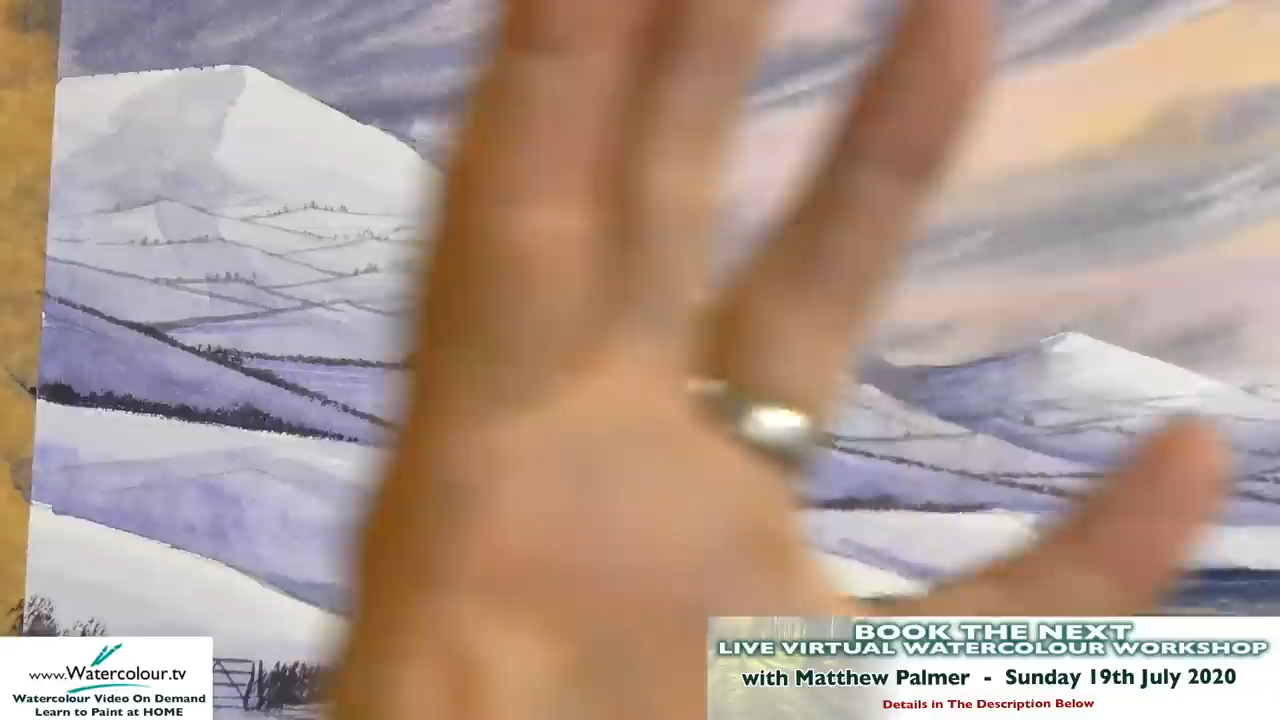 www.Watercolour.tv
Watercolour Video On Demand
Learn to Paint at HOME
BOOK THE NEXT
LIVE VIRTUAL WATERCOLOUR WORKSHOP
with Matthew Palmer - Sunday 19th July 2020
Details in The Description Below